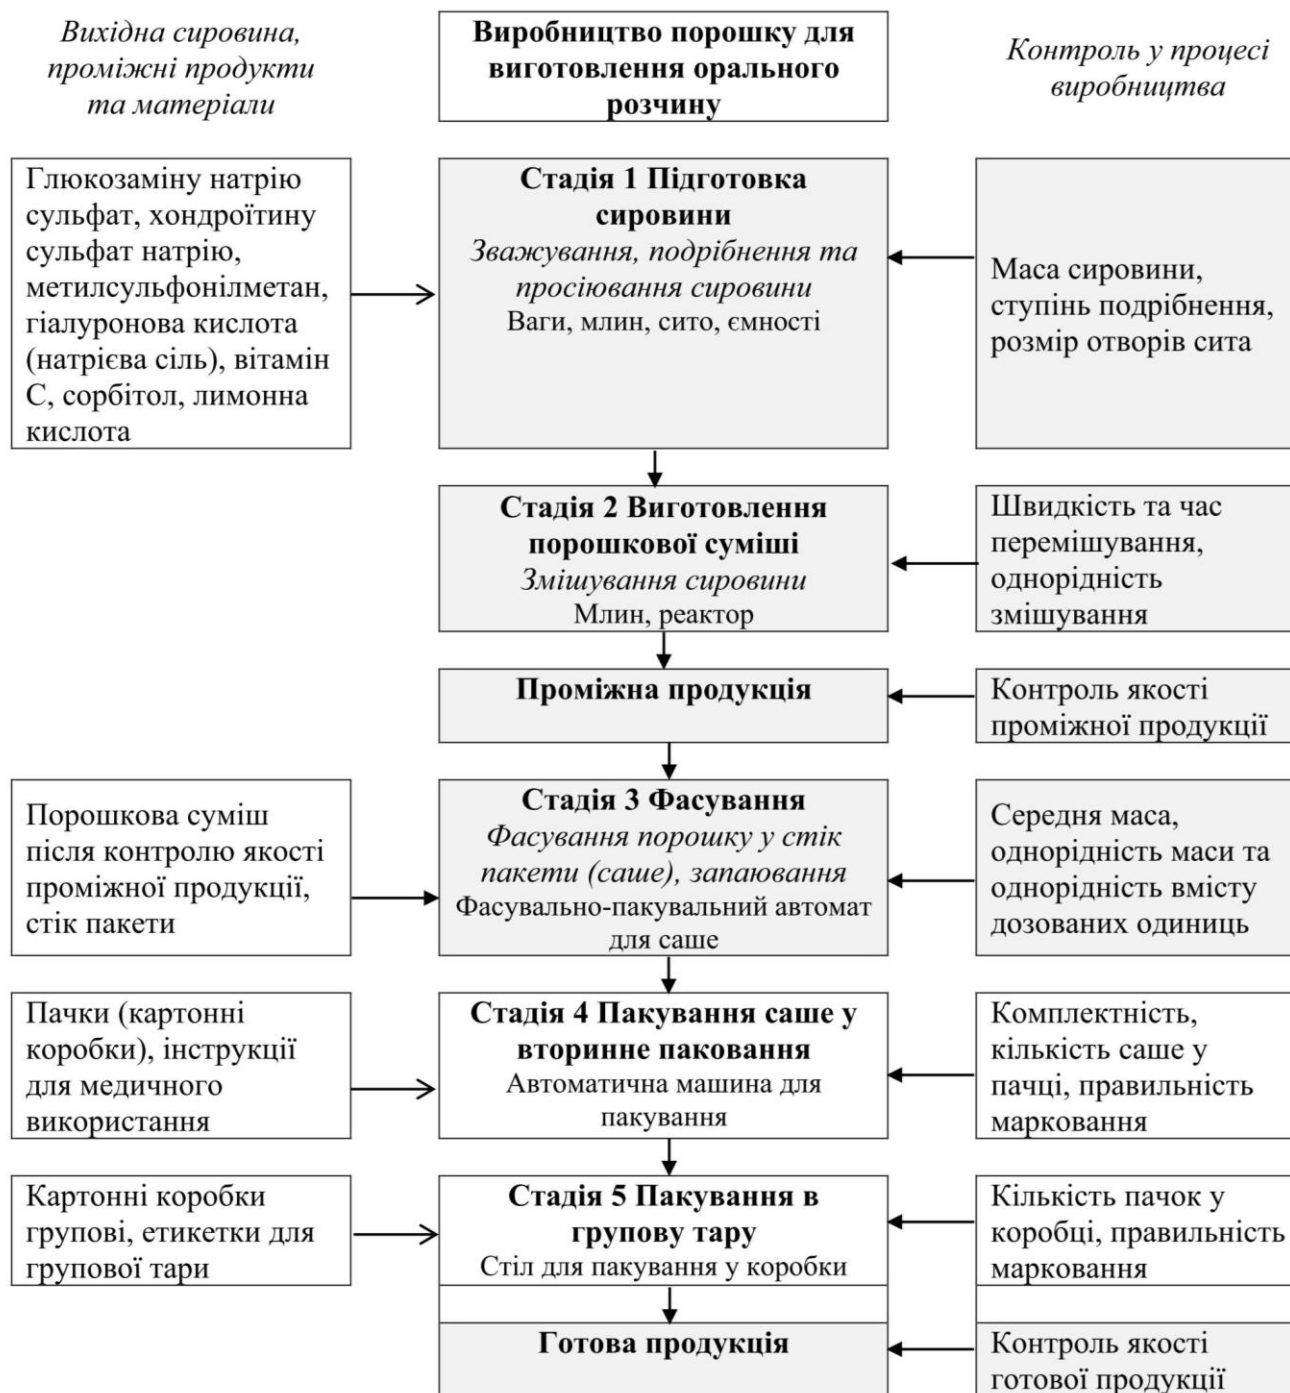 Вихідна сировина,
проміжні продукти
та матеріали
Виробництво порошку для
виготовлення орального
розчину
Контроль у процесі
виробництва
Глюкозаміну натрію
сульфат, хондроїтину
сульфат натрію,
метилсульфонілметан,
гіалуронова кислота
(натрієва сіль), вітамін
С, сорбітол, лимонна
кислота
Стадія 1 Підготовка
сировини
Зважування, подрібнення та
просіювання сировини
Ваги, млин, сито, ємності
Маса сировини,
ступінь подрібнення,
розмір отворів сита
Стадія 2 Виготовлення
порошкової суміші
Змішування сировини
Млин, реактор
Швидкість та час
перемішування,
однорідність
змішування
Проміжна продукція
Контроль якості
проміжної продукції
Порошкова суміш
після контролю якості
проміжної продукції,
стік пакети
Стадія 3 Фасування
Фасування порошку у стік
пакети (саше), запаювання
Фасувально-пакувальний автомат
для саше
Середня маса,
однорідність маси та
однорідність вмісту
дозованих одиниць
Пачки (картонні
коробки), інструкції
для медичного
використання
Стадія 4 Пакування саше у
вторинне паковання
Автоматична машина для
пакування
Комплектність,
кількість саше у
пачці, правильність
марковання
Картонні коробки
групові, етикетки для
групової тари
Стадія 5 Пакування в
групову тару
Стіл для пакування у коробки
Кількість пачок у
коробці, правильність
марковання
Готова продукція
Контроль якості
готової продукції